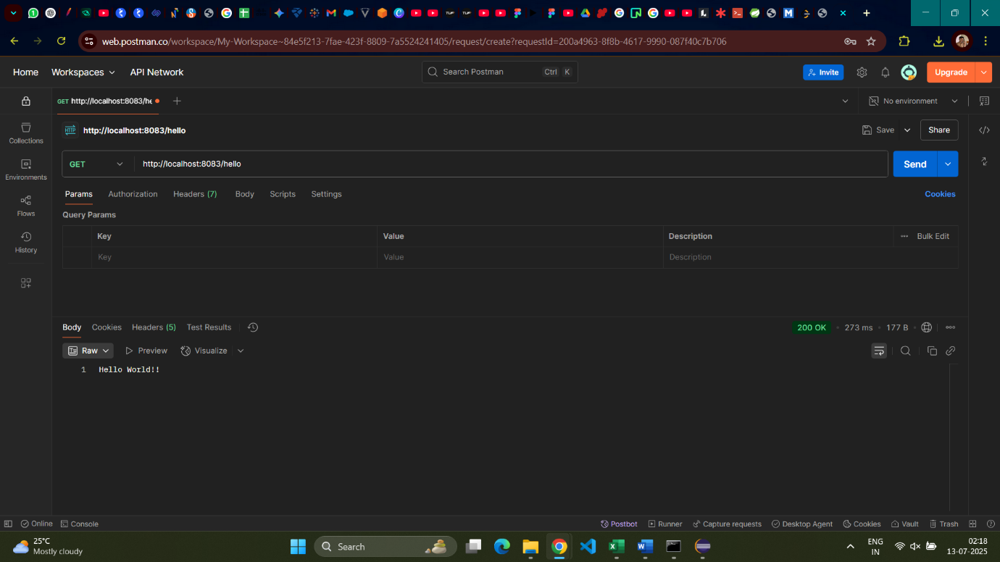 web.postman.co/workspace/My-Workspace~84e5f213-7fae-423f-8809-7a5524241405/request/create?requestId=200a4963-8f8b-4617-9990-087f40c7b706
Home Workspaces API Network Search Postman Ctrl K Invite Upgrade
GET http://localhost:8083/he No environment
HTTP http://localhost:8083/hello Save Share
Collections
GET http://localhost:8083/hello Send
Environments
Params Authorization Headers (7) Body Scripts Settings Cookies
Flows
Query Params
Key Value Description Bulk Edit
History
Key Value Description
Body Cookies Headers (5) Test Results 200 OK 273 ms 177 B
Raw Preview Visualize
1 Hello World!!
Online Console Postbot Runner Capture requests Desktop Agent Cookies Vault Trash
25°C
Mostly cloudy
Search
ENG
IN
02:18
13-07-2025